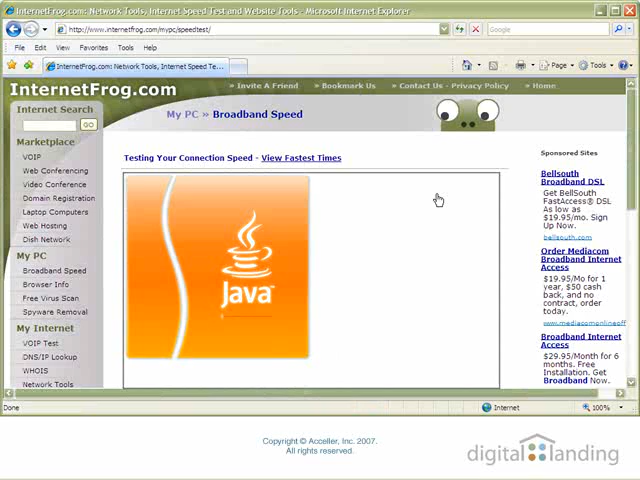 InternetFrog.com: Network Tools, Internet Speed Test and Website Tools - Microsoft Internet Explorer
http://www.internetfrog.com/mypc/speedtest/
Google
File Edit View Favorites Tools Help
InternetFrog.com: Network Tools, Internet Speed Te...
Page Tools
InternetFrog.com
» Invite A Friend » Bookmark Us » Contact Us - Privacy Policy » Home
Internet Search
GO
My PC » Broadband Speed
Marketplace
VOIP
Web Conferencing
Video Conference
Domain Registration
Laptop Computers
Web Hosting
Dish Network
My PC
Broadband Speed
Browser Info
Free Virus Scan
Spyware Removal
My Internet
VOIP Test
DNS/IP Lookup
WHOIS
Network Tools
Testing Your Connection Speed - View Fastest Times
Java
Sponsored Sites
Bellsouth
Broadband DSL
Get BellSouth
FastAccess® DSL
As low as
$19.95/mo. Sign
Up Now.
bellsouth.com
Order Mediacom
Broadband Internet
Access
$19.95/Mo for 1
year, $50 cash
back, and no
contract, order
today.
www.mediacomonlineoff
Broadband Internet
Access
$29.95/Month for 6
months. Free
Installation. Get
Broadband Now.
Done
Internet
100%
Copyright © Acceller, Inc. 2007.
All rights reserved.
digital landing